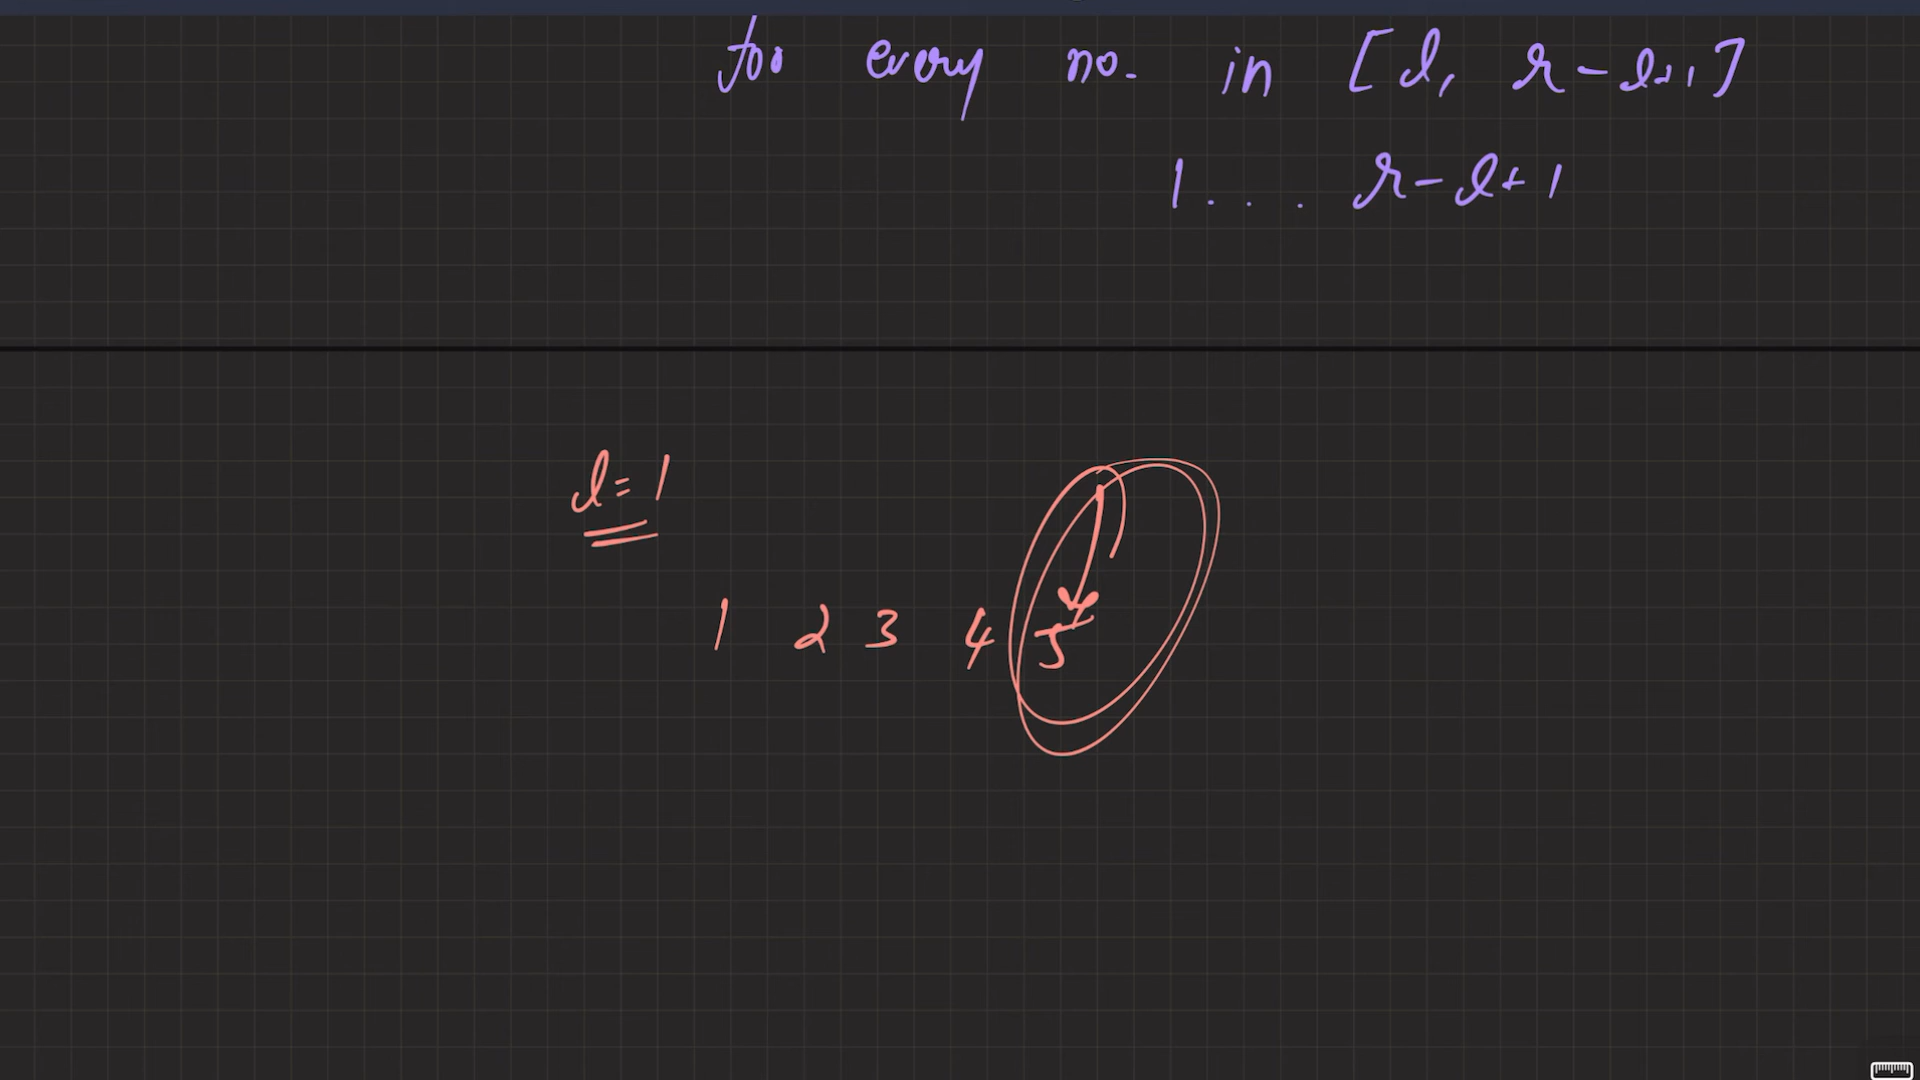 for every no. in [l, r-l+1]
1 . . . r-l+1
l=1
1 2 3 4 5